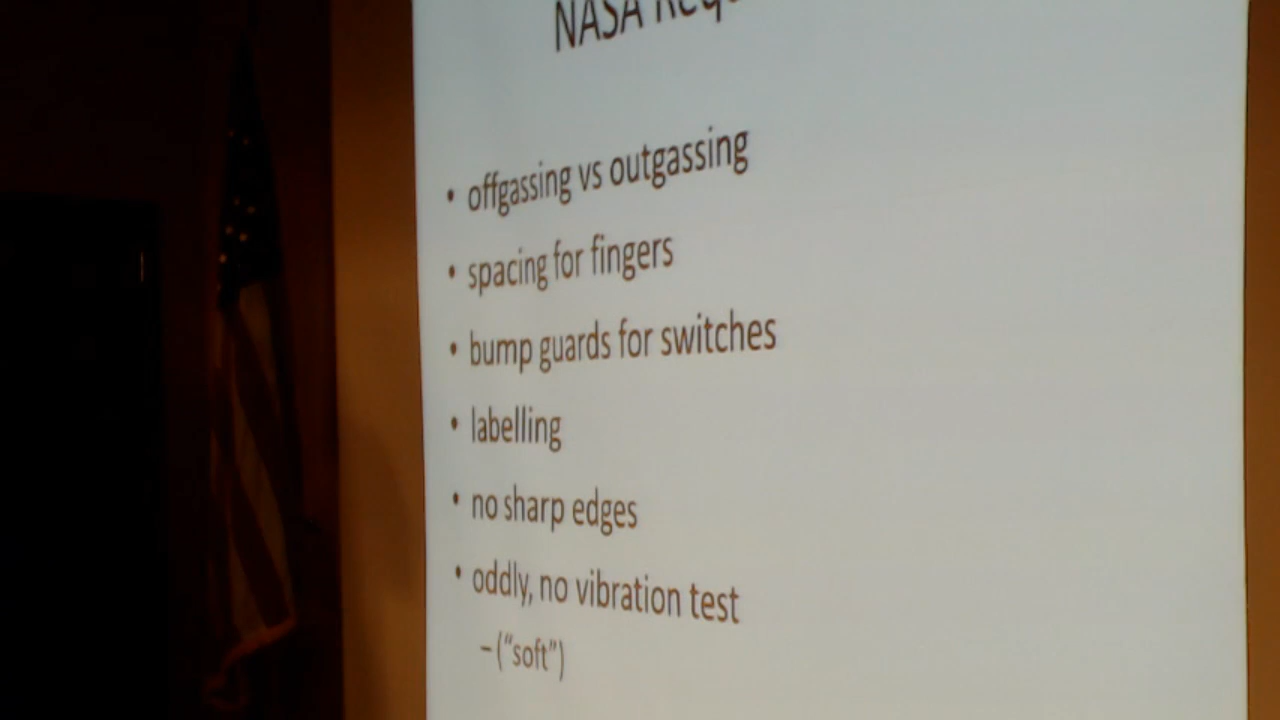 NASA
• offgassing vs outgassing
• spacing for fingers
• bump guards for switches
• labelling
• no sharp edges
• oddly, no vibration test
– (“soft”)